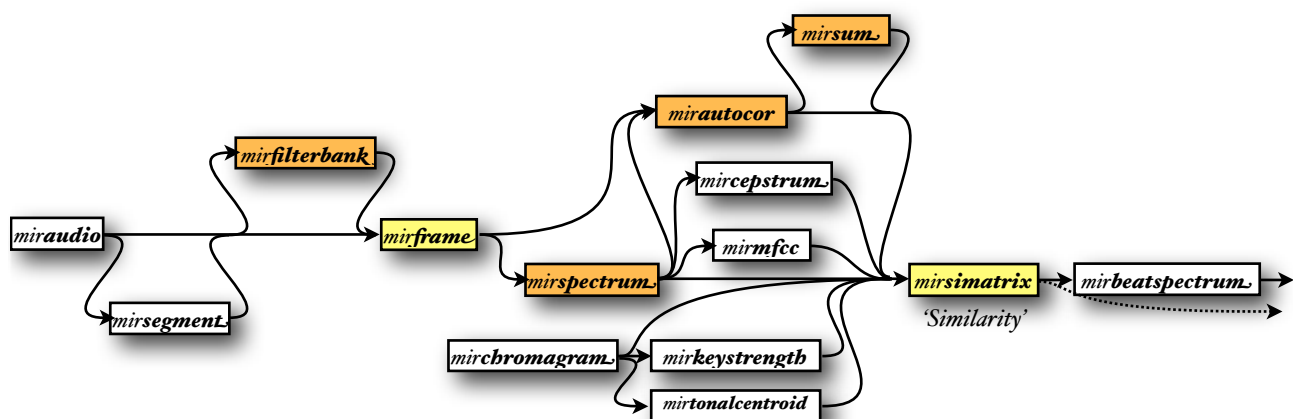 mirsum
mirautocor
mirfilterbank
mircepstrum
miraudio
mirframe
mirmfcc
mirspectrum
mirsimatrix
mirbeatspectrum
mirsegment
'Similarity'
mirchromagram
mirkeystrength
mirtonalcentroid